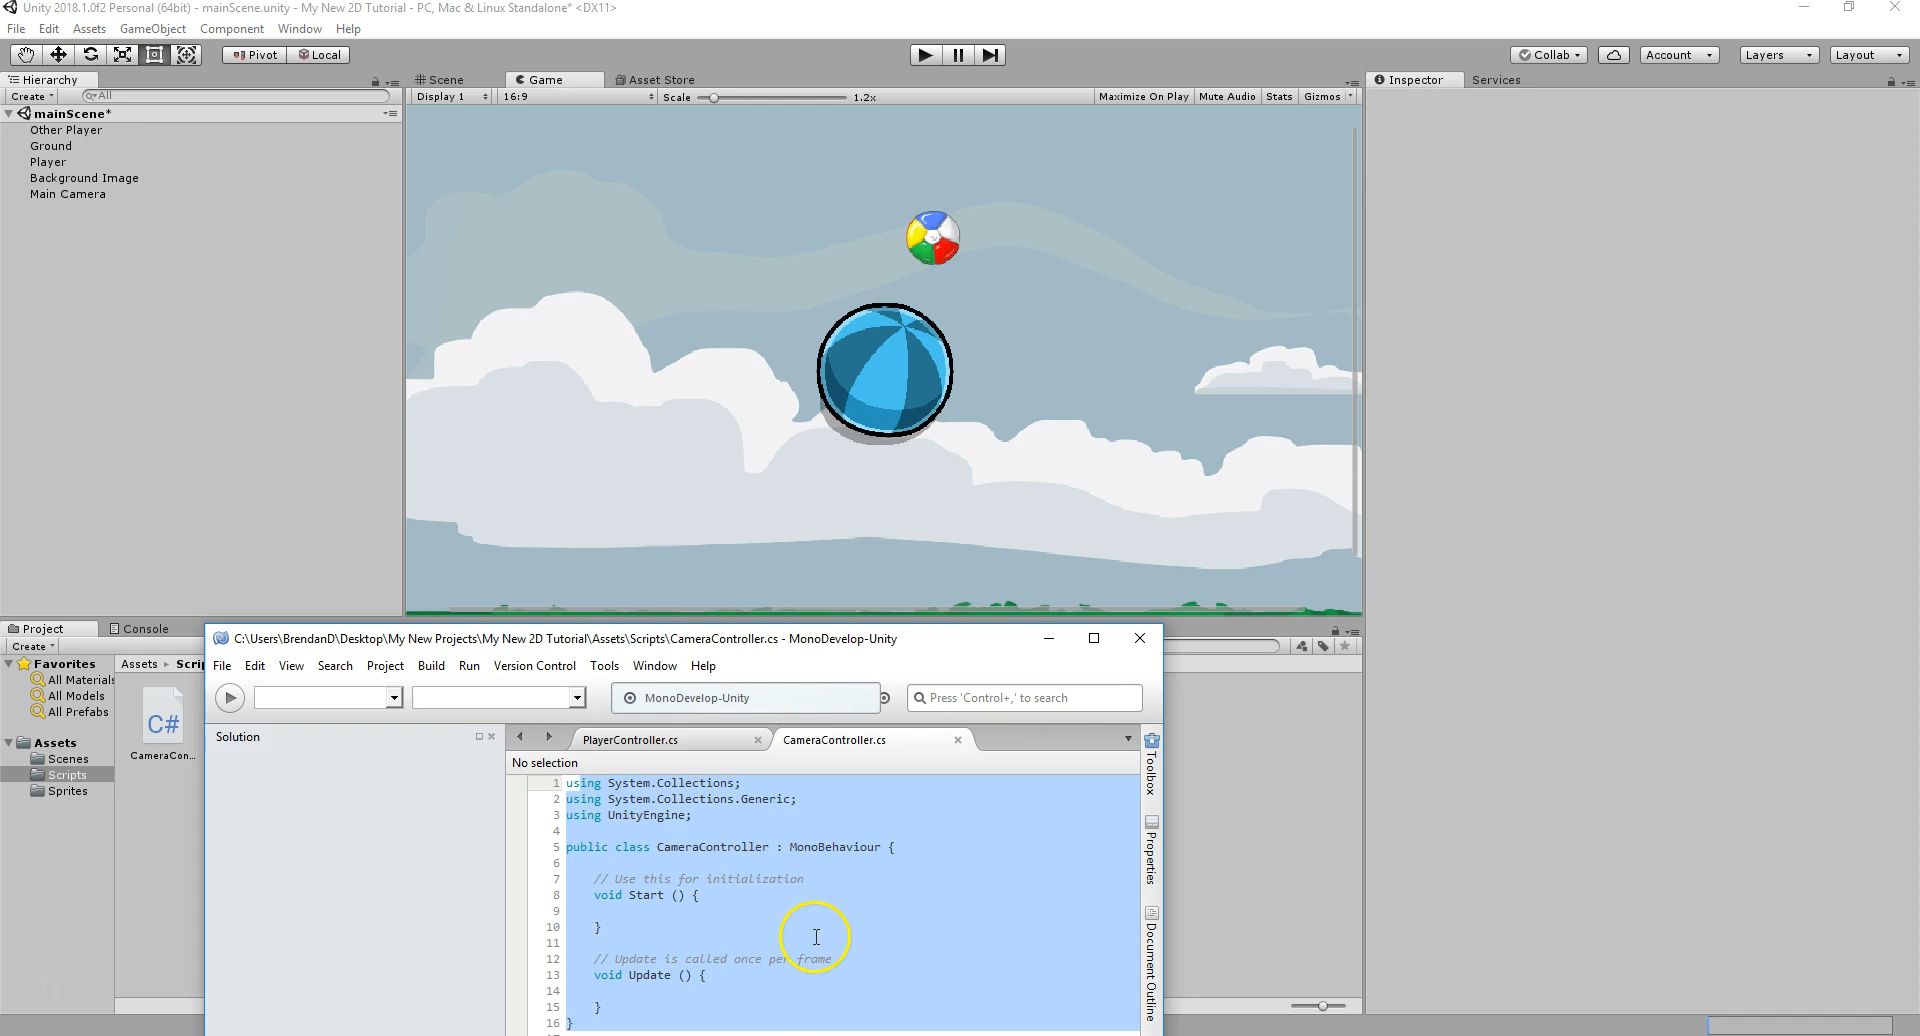 Unity 2018.1.0f2 Personal (64bit) - mainScene.unity - My New 2D Tutorial - PC, Mac & Linux Standalone* <DX11>
File Edit Assets GameObject Component Window Help
Pivot Local Collab Account Layers Layout
Hierarchy Scene Game Asset Store Inspector Services
Create All Display 1 16:9 Scale 1.2x Maximize On Play Mute Audio Stats Gizmos
mainScene*
Other Player
Ground
Player
Background Image
Main Camera
Project Console
Create
Favorites Assets Scrip
All Materials
All Models
All Prefabs
Assets
Scenes
Scripts
Sprites
C#
CameraCon...
C:\Users\BrendanD\Desktop\My New Projects\My New 2D Tutorial\Assets\Scripts\CameraController.cs - MonoDevelop-Unity
File Edit View Search Project Build Run Version Control Tools Window Help
MonoDevelop-Unity Press 'Control+,' to search
Solution PlayerController.cs CameraController.cs
No selection
1 using System.Collections;
2 using System.Collections.Generic;
3 using UnityEngine;
4
5 public class CameraController : MonoBehaviour {
6
7 // Use this for initialization
8 void Start () {
9
10 }
11
12 // Update is called once per frame
13 void Update () {
14
15 }
16 }
Toolbox
Properties
Document Outline